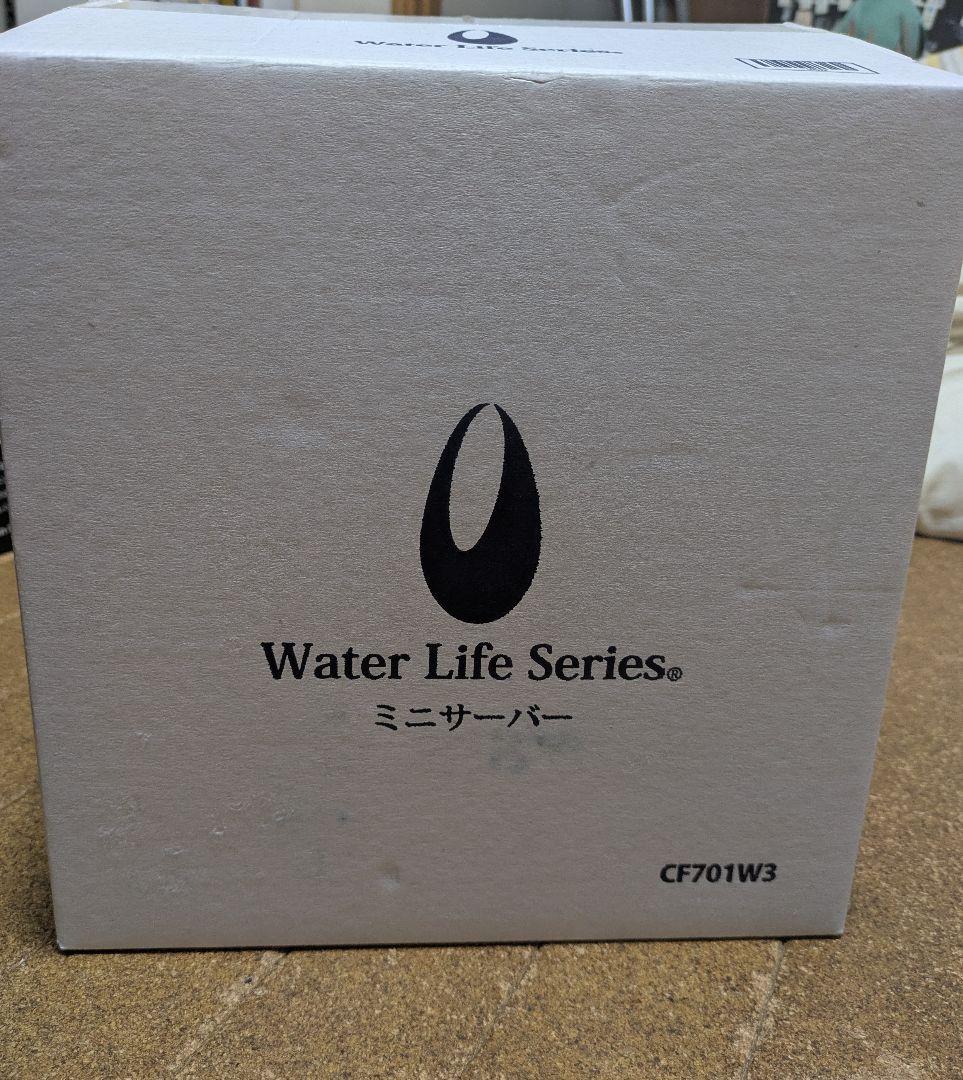 Water Life Series®
Water Life Series®
ミニサーバー
CF701W3